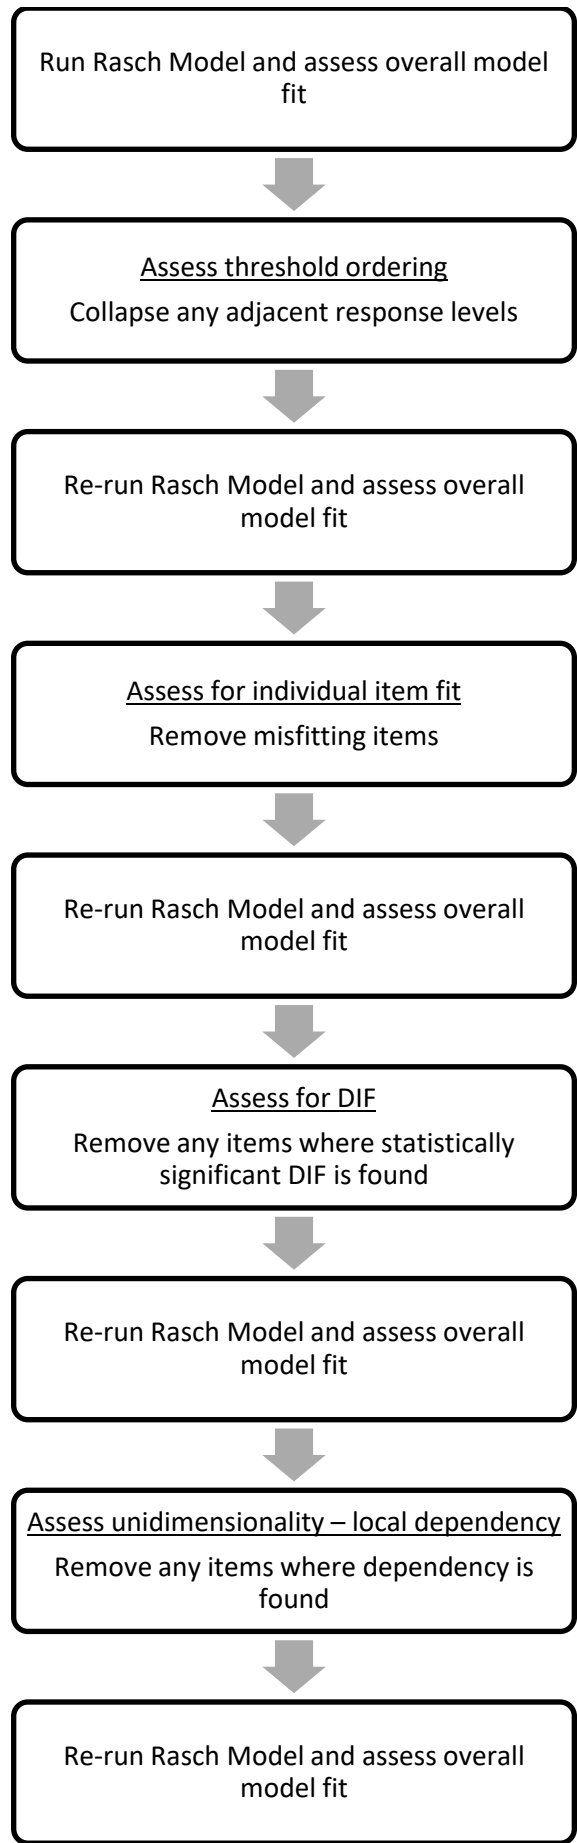 Run Rasch Model and assess overall model
fit
Assess threshold ordering
Collapse any adjacent response levels
Re-run Rasch Model and assess overall
model fit
Assess for individual item fit
Remove misfitting items
Re-run Rasch Model and assess overall
model fit
Assess for DIF
Remove any items where statistically
significant DIF is found
Re-run Rasch Model and assess overall
model fit
Assess unidimensionality – local dependency
Remove any items where dependency is
found
Re-run Rasch Model and assess overall
model fit